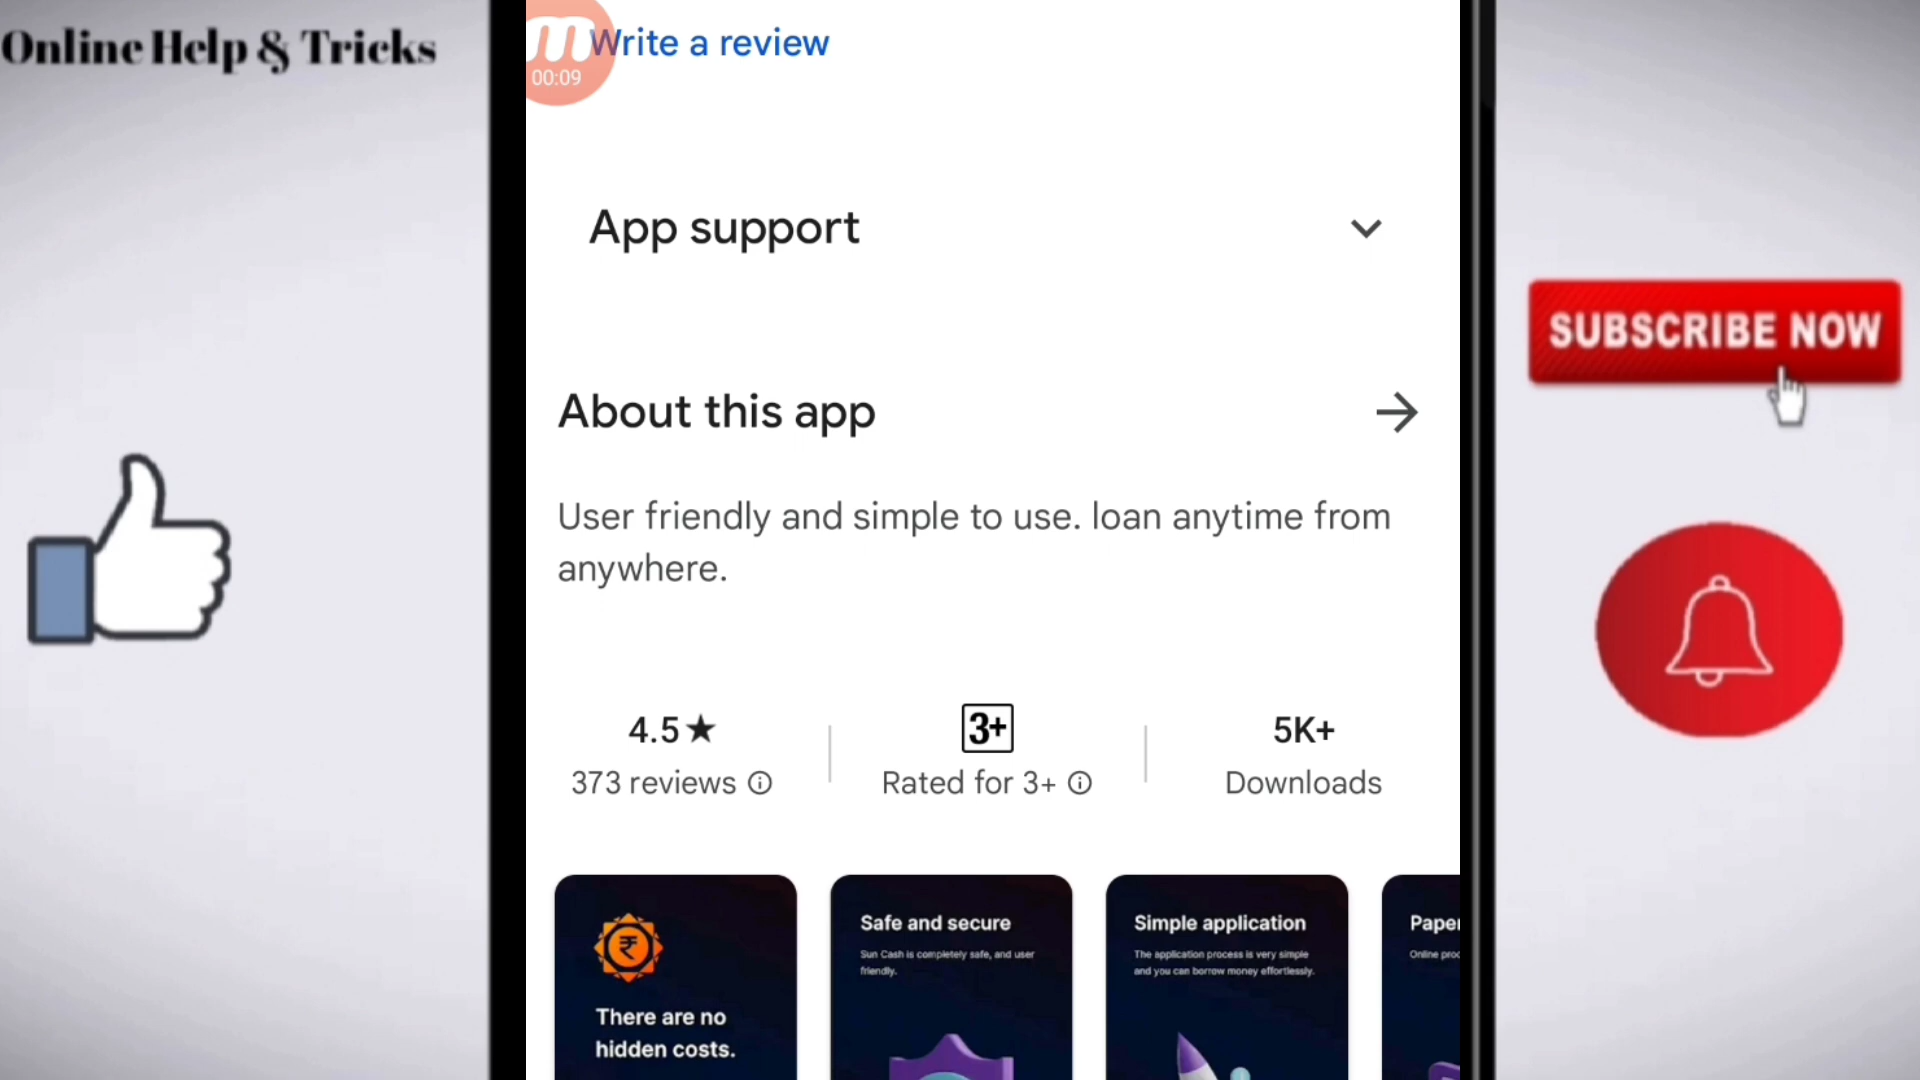 Online Help & Tricks
00:09
Write a review
App support
SUBSCRIBE NOW
About this app
User friendly and simple to use. loan anytime from
anywhere.
4.5★
373 reviews
3+
Rated for 3+
5K+
Downloads
₹
There are no
hidden costs.
Safe and secure
Sun Cash is completely safe, and user
friendly.
Simple application
The application process is very simple
and you can borrow money effortlessly.